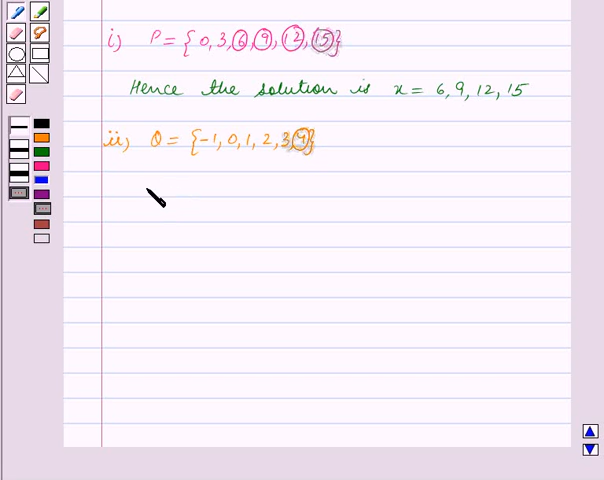 i) P = {0, 3, 6, 9, 12, 15}
Hence the solution is x = 6, 9, 12, 15
ii) Q = {-1, 0, 1, 2, 3, 4}